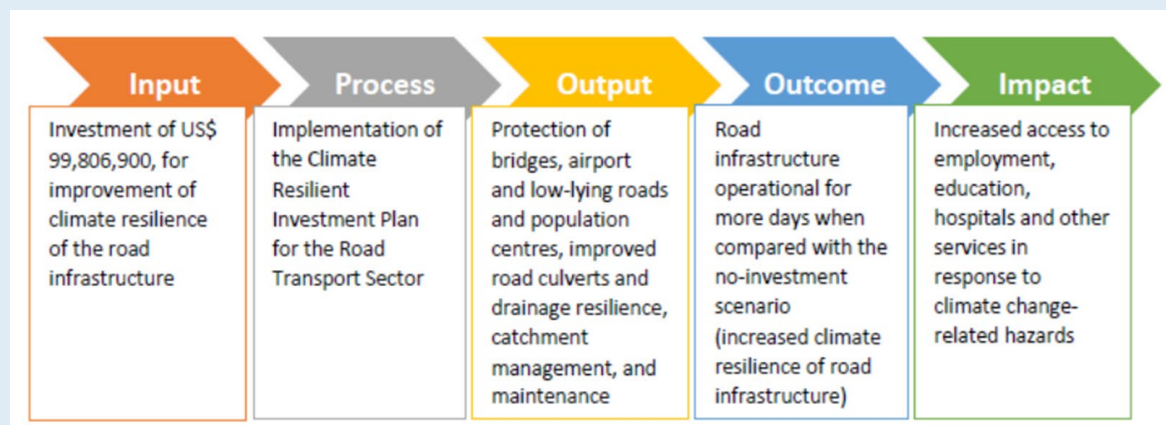 Input
Investment of US$
99,806,900, for
improvement of
climate resilience
of the road
infrastructure
Process
Implementation of
the Climate
Resilient
Investment Plan
for the Road
Transport Sector
Output
Protection of
bridges, airport
and low-lying roads
and population
centres, improved
road culverts and
drainage resilience,
catchment
management, and
maintenance
Outcome
Road
infrastructure
operational for
more days when
compared with the
no-investment
scenario
(increased climate
resilience of road
infrastructure)
Impact
Increased access to
employment,
education,
hospitals and other
services in
response to
climate change-
related hazards